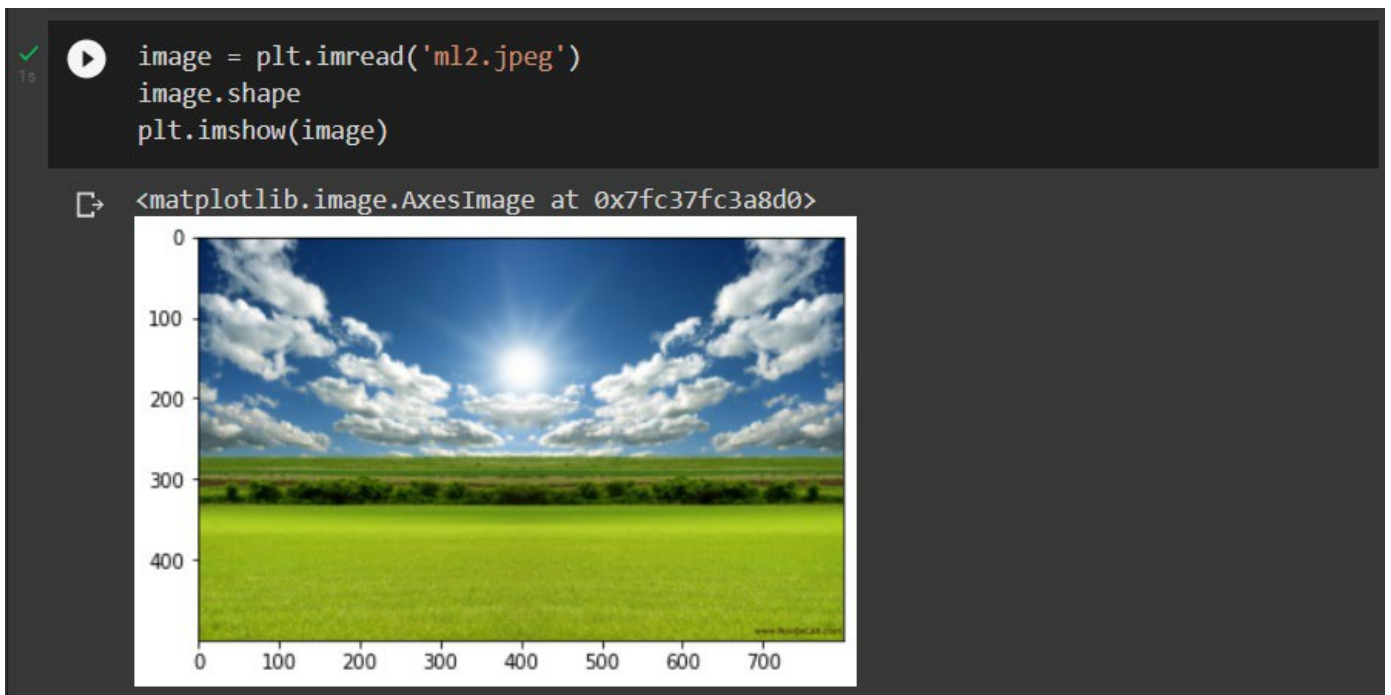 image = plt.imread('ml2.jpeg')
1s
image.shape
plt.imshow(image)
<matplotlib.image.AxesImage at 0x7fc37fc3a8d0>
0
100
200
300
400
0 100 200 300 400 500 600 700